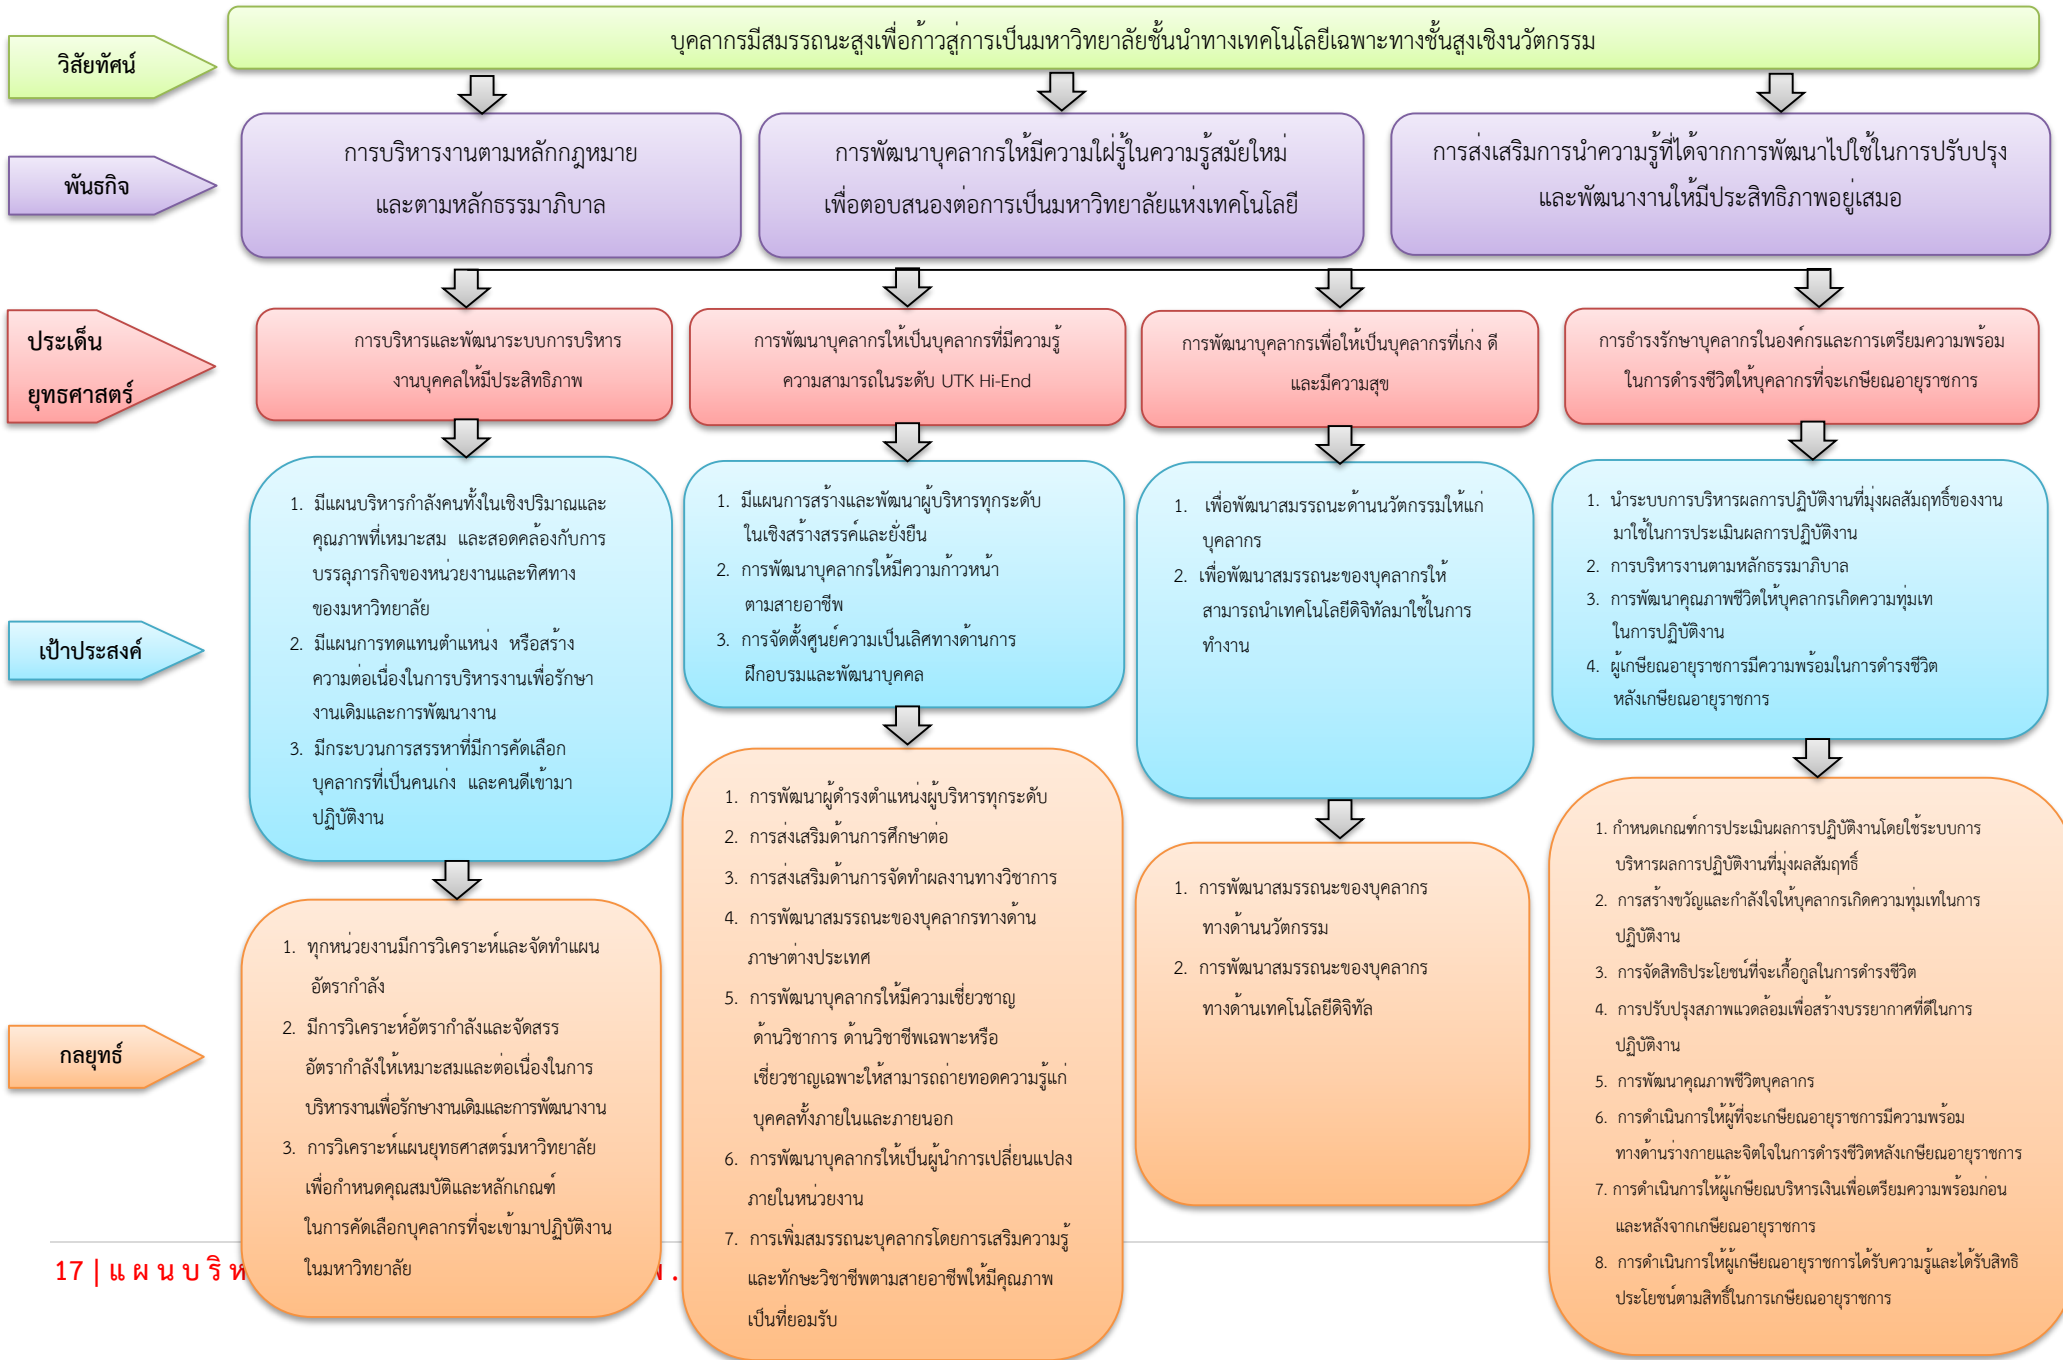 วิสัยทัศน์
บุคลากรมีสมรรถนะสูงเพื่อก้าวสู่การเป็นมหาวิทยาลัยชั้นนำทางเทคโนโลยีเฉพาะทางชั้นสูงเชิงนวัตกรรม
พันธกิจ
การบริหารงานตามหลักกฎหมาย
และตามหลักธรรมาภิบาล
การพัฒนาบุคลากรให้มีความใฝ่รู้ในความรู้สมัยใหม่
เพื่อตอบสนองต่อการเป็นมหาวิทยาลัยแห่งเทคโนโลยี
การส่งเสริมการนำความรู้ที่ได้จากการพัฒนาไปใช้ในการปรับปรุง
และพัฒนางานให้มีประสิทธิภาพอยู่เสมอ
ประเด็น
ยุทธศาสตร์
การบริหารและพัฒนาระบบการบริหาร
งานบุคคลให้มีประสิทธิภาพ
การพัฒนาบุคลากรให้เป็นบุคลากรที่มีความรู้
ความสามารถในระดับ UTK Hi-End
การพัฒนาบุคลากรเพื่อให้เป็นบุคลากรที่เก่ง ดี
และมีความสุข
การธำรงรักษาบุคลากรในองค์กรและการเตรียมความพร้อม
ในการดำรงชีวิตให้บุคลากรที่จะเกษียณอายุราชการ
เป้าประสงค์
1. มีแผนบริหารกำลังคนทั้งในเชิงปริมาณและ
คุณภาพที่เหมาะสม และสอดคล้องกับการ
บรรลุภารกิจของหน่วยงานและทิศทาง
ของมหาวิทยาลัย
2. มีแผนการทดแทนตำแหน่ง หรือสร้าง
ความต่อเนื่องในการบริหารงานเพื่อรักษา
งานเดิมและการพัฒนางาน
3. มีกระบวนการสรรหาที่มีการคัดเลือก
บุคลากรที่เป็นคนเก่ง และคนดีเข้ามา
ปฏิบัติงาน
1. มีแผนการสร้างและพัฒนาผู้บริหารทุกระดับ
ในเชิงสร้างสรรค์และยั่งยืน
2. การพัฒนาบุคลากรให้มีความก้าวหน้า
ตามสายอาชีพ
3. การจัดตั้งศูนย์ความเป็นเลิศทางด้านการ
ฝึกอบรมและพัฒนาบุคคล
1. เพื่อพัฒนาสมรรถนะด้านนวัตกรรมให้แก่
บุคลากร
2. เพื่อพัฒนาสมรรถนะของบุคลากรให้
สามารถนำเทคโนโลยีดิจิทัลมาใช้ในการ
ทำงาน
1. นำระบบการบริหารผลการปฏิบัติงานที่มุ่งผลสัมฤทธิ์ของงาน
มาใช้ในการประเมินผลการปฏิบัติงาน
2. การบริหารงานตามหลักธรรมาภิบาล
3. การพัฒนาคุณภาพชีวิตให้บุคลากรเกิดความทุ่มเท
ในการปฏิบัติงาน
4. ผู้เกษียณอายุราชการมีความพร้อมในการดำรงชีวิต
หลังเกษียณอายุราชการ
กลยุทธ์
1. ทุกหน่วยงานมีการวิเคราะห์และจัดทำแผน
อัตรากำลัง
2. มีการวิเคราะห์อัตรากำลังและจัดสรร
อัตรากำลังให้เหมาะสมและต่อเนื่องในการ
บริหารงานเพื่อรักษางานเดิมและการพัฒนางาน
3. การวิเคราะห์แผนยุทธศาสตร์มหาวิทยาลัย
เพื่อกำหนดคุณสมบัติและหลักเกณฑ์
ในการคัดเลือกบุคลากรที่จะเข้ามาปฏิบัติงาน
ในมหาวิทยาลัย
1. การพัฒนาผู้ดำรงตำแหน่งผู้บริหารทุกระดับ
2. การส่งเสริมด้านการศึกษาต่อ
3. การส่งเสริมด้านการจัดทำผลงานทางวิชาการ
4. การพัฒนาสมรรถนะของบุคลากรทางด้าน
ภาษาต่างประเทศ
5. การพัฒนาบุคลากรให้มีความเชี่ยวชาญ
ด้านวิชาการ ด้านวิชาชีพเฉพาะหรือ
เชี่ยวชาญเฉพาะให้สามารถถ่ายทอดความรู้แก่
บุคคลทั้งภายในและภายนอก
6. การพัฒนาบุคลากรให้เป็นผู้นำการเปลี่ยนแปลง
ภายในหน่วยงาน
7. การเพิ่มสมรรถนะบุคลากรโดยการเสริมความรู้
และทักษะวิชาชีพตามสายอาชีพให้มีคุณภาพ
เป็นที่ยอมรับ
1. การพัฒนาสมรรถนะของบุคลากร
ทางด้านนวัตกรรม
2. การพัฒนาสมรรถนะของบุคลากร
ทางด้านเทคโนโลยีดิจิทัล
1. กำหนดเกณฑ์การประเมินผลการปฏิบัติงานโดยใช้ระบบการ
บริหารผลการปฏิบัติงานที่มุ่งผลสัมฤทธิ์
2. การสร้างขวัญและกำลังใจให้บุคลากรเกิดความทุ่มเทในการ
ปฏิบัติงาน
3. การจัดสิทธิประโยชน์ที่จะเกื้อกูลในการดำรงชีวิต
4. การปรับปรุงสภาพแวดล้อมเพื่อสร้างบรรยากาศที่ดีในการ
ปฏิบัติงาน
5. การพัฒนาคุณภาพชีวิตบุคลากร
6. การดำเนินการให้ผู้ที่จะเกษียณอายุราชการมีความพร้อม
ทางด้านร่างกายและจิตใจในการดำรงชีวิตหลังเกษียณอายุราชการ
7. การดำเนินการให้ผู้เกษียณบริหารเงินเพื่อเตรียมความพร้อมก่อน
และหลังจากเกษียณอายุราชการ
8. การดำเนินการให้ผู้เกษียณอายุราชการได้รับความรู้และได้รับสิทธิ
ประโยชน์ตามสิทธิ์ในการเกษียณอายุราชการ
17 | แผนบริห